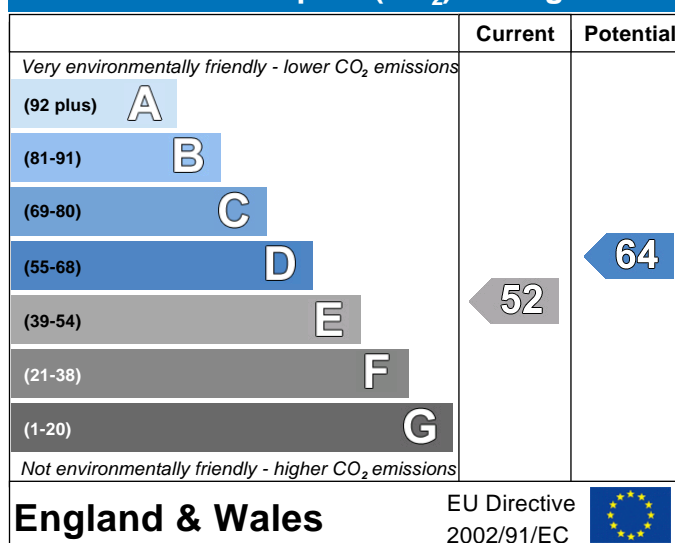 Current Potential
Very environmentally friendly - lower CO₂ emissions
(92 plus) A
(81-91) B
(69-80) C
(55-68) D
64
52
(39-54) E
(21-38) F
(1-20) G
Not environmentally friendly - higher CO₂ emissions
England & Wales
EU Directive
2002/91/EC